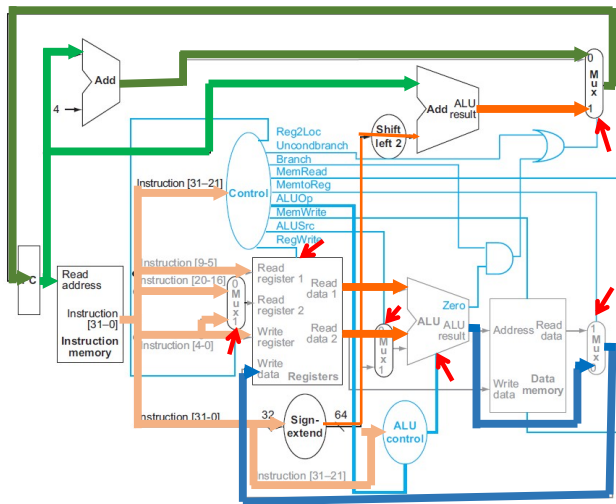 Add
4
0
Mux
1
Add
ALU
result
Shift
left 2
Reg2Loc
Uncondbranch
Branch
MemRead
MemtoReg
ALUOp
MemWrite
ALUSrc
RegWrite
Control
Instruction [31–21]
C
Read
address
Instruction
[31–0]
Instruction
memory
Instruction [9-5]
Instruction [20-16]
Instruction [4-0]
0
Mux
1
Read
register 1
Read
register 2
Write
register
Write
data
Read
data 1
Read
data 2
Registers
0
Mux
1
Zero
ALU
ALU
result
Address
Read
data
Write
data
Data
memory
1
Mux
0
Instruction [31-0]
32
Sign-
extend
64
ALU
control
Instruction [31–21]